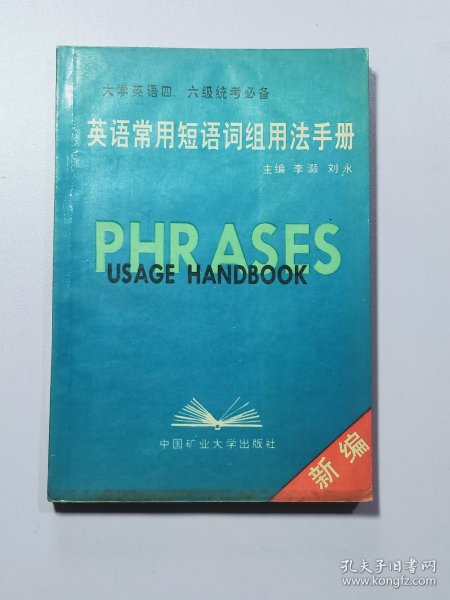 大学英语四、六级统考必备
英语常用短语词组用法手册
主编 李灏 刘永
PHRASES
USAGE HANDBOOK
中国矿业大学出版社
新编
孔夫子旧书网
www.kongfz.com